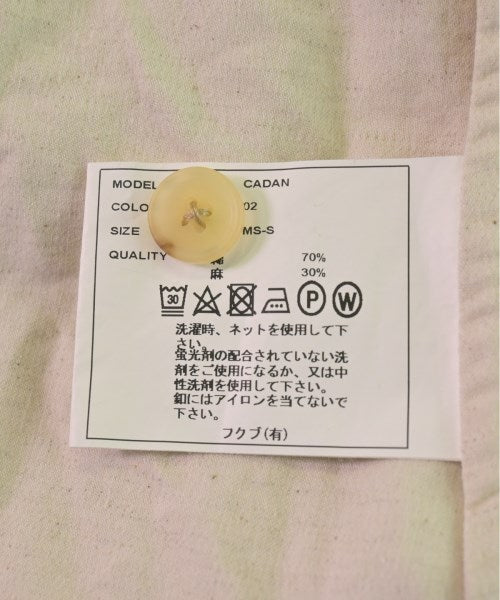 MODEL CADAN
COLO 02
SIZE MS-S
QUALITY 綿 70%
麻 30%
30 P W
洗濯時、ネットを使用して下
さい。
蛍光剤の配合されていない洗
剤をご使用になるか、又は中
性洗剤を使用して下さい。
釦にはアイロンを当てないで
下さい。
フクブ(有)